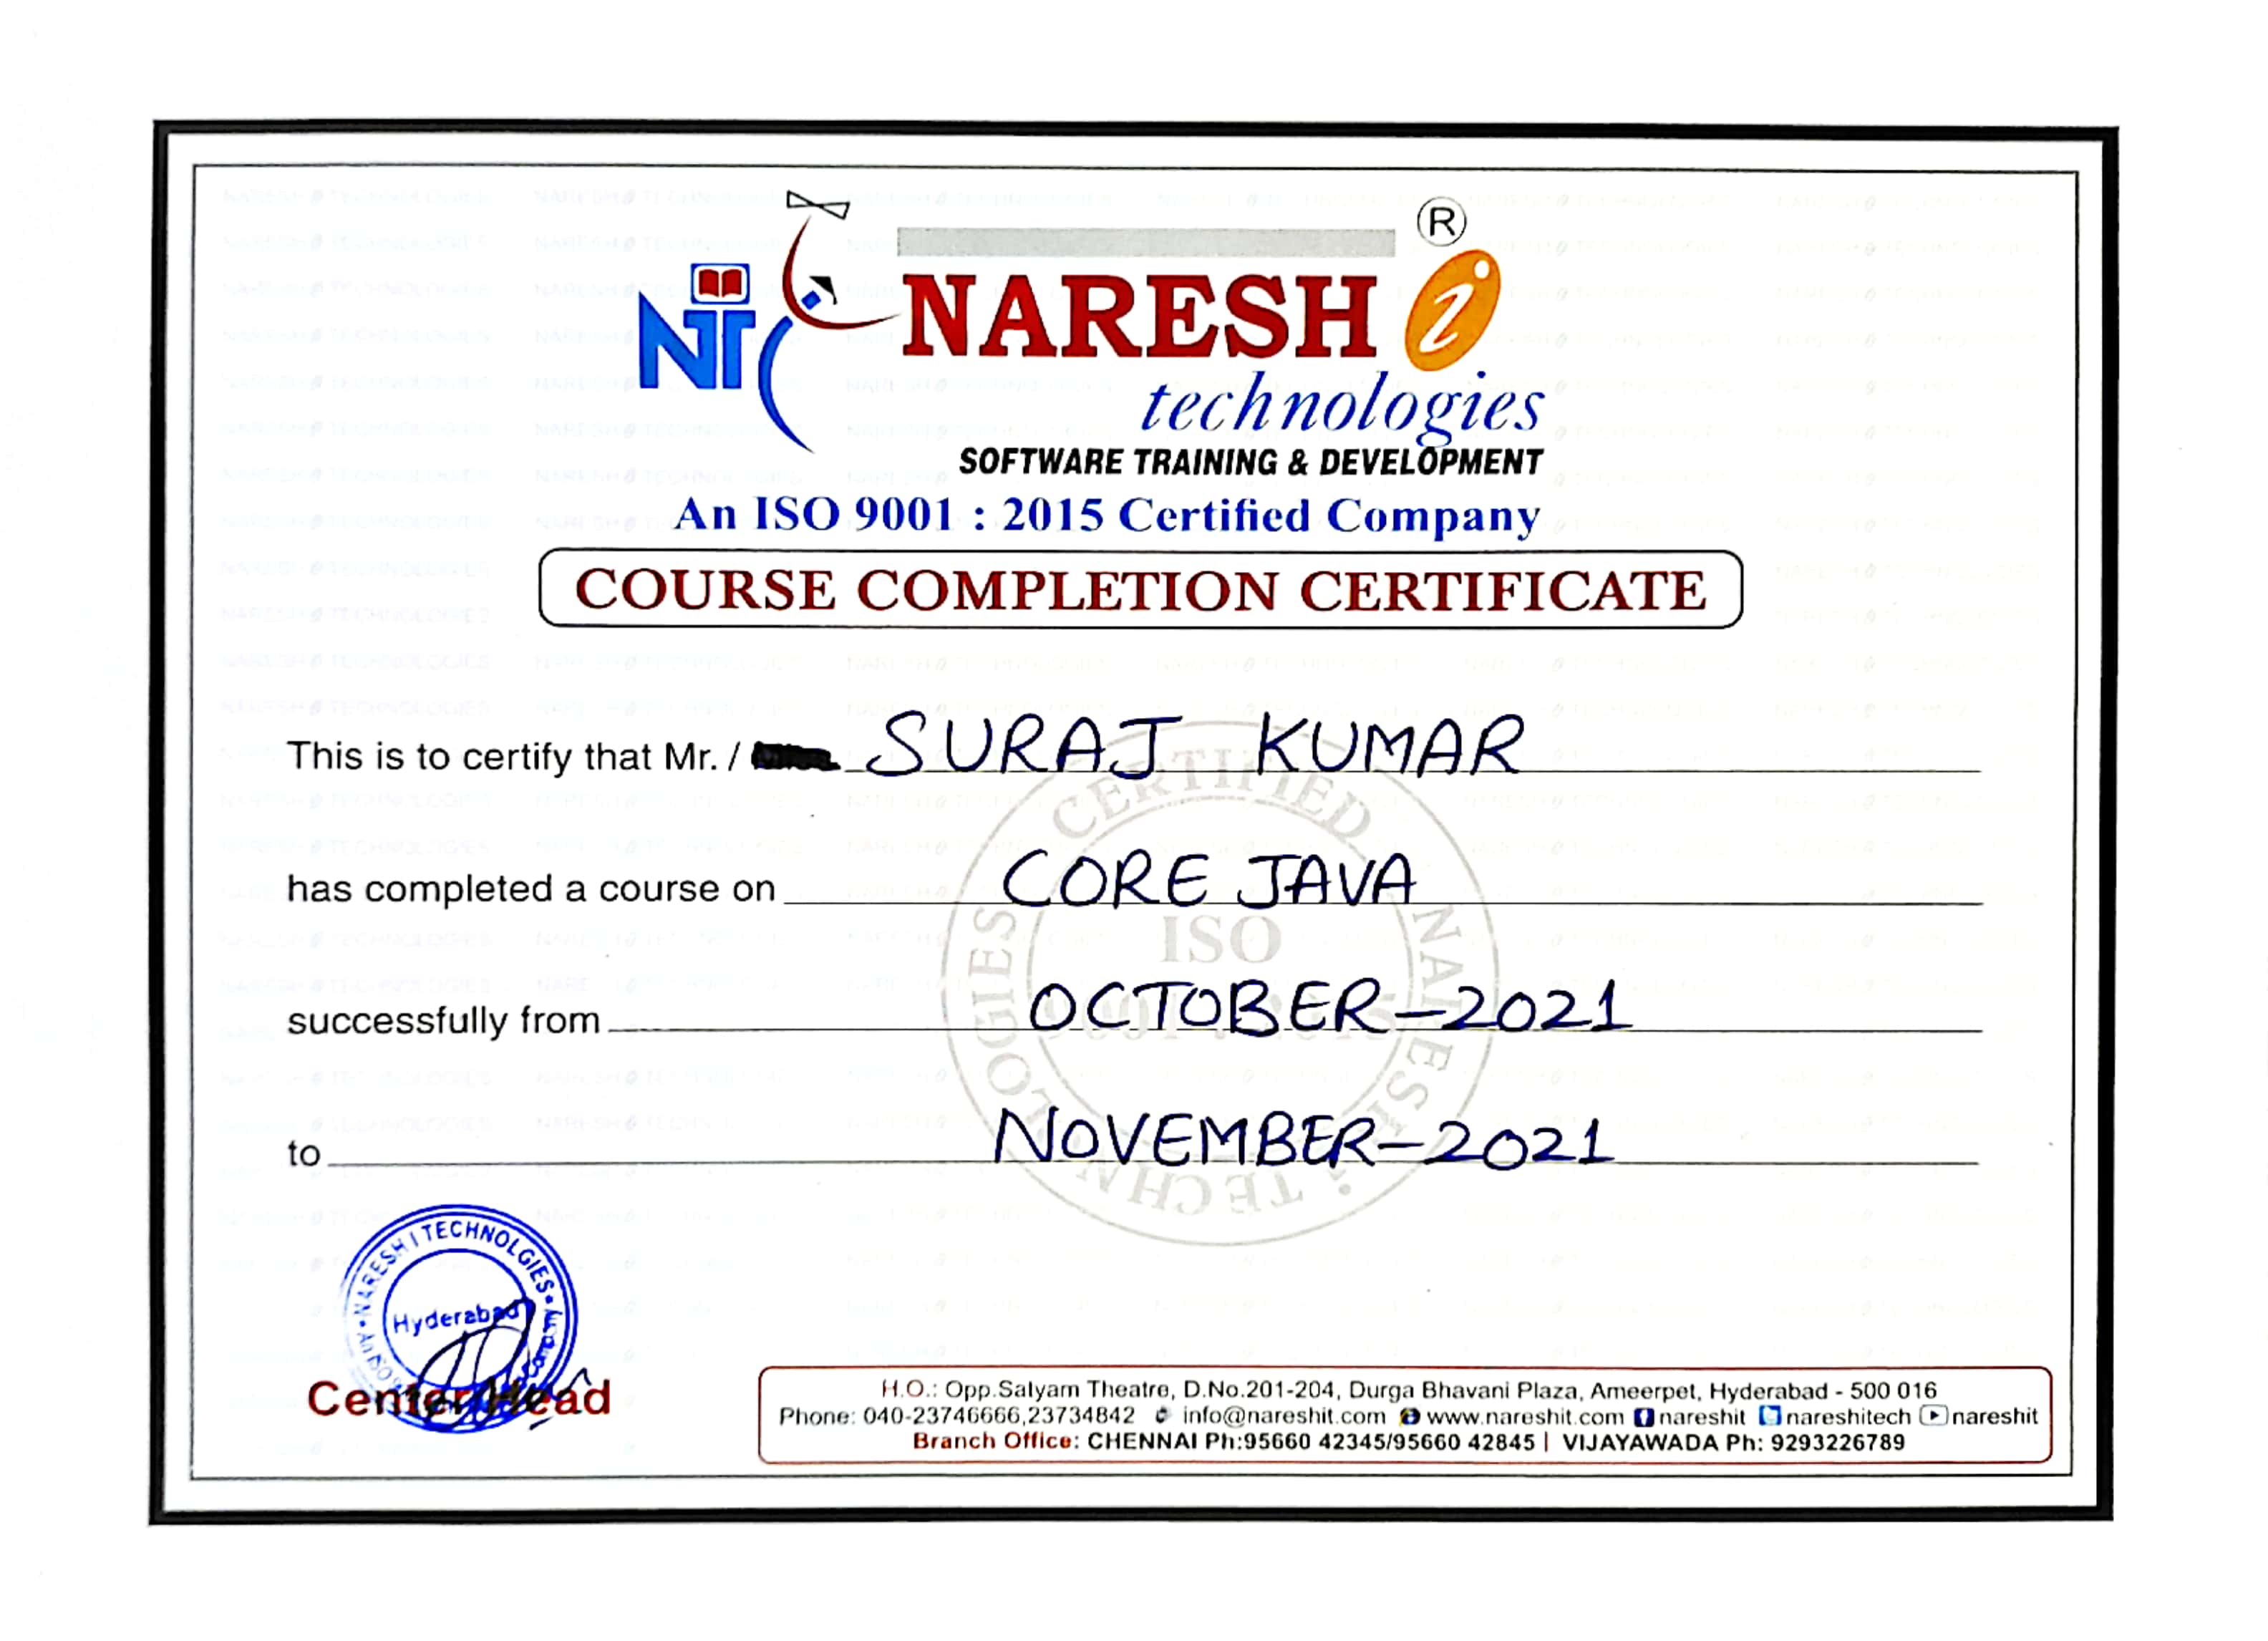 NARESH i ®
technologies
NTC
SOFTWARE TRAINING & DEVELOPMENT
An ISO 9001 : 2015 Certified Company
COURSE COMPLETION CERTIFICATE
This is to certify that Mr. / SURAJ KUMAR
has completed a course on CORE JAVA
successfully from OCTOBER-2021
to NOVEMBER-2021
CERTIFIED NARESH TECHNOLOGIES
ISO
NARESH I TECHNOLGIES
Hyderabad
Center Head
H.O.: Opp.Satyam Theatre, D.No.201-204, Durga Bhavani Plaza, Ameerpet, Hyderabad - 500 016
Phone: 040-23746666,23734842 info@nareshit.com www.nareshit.com nareshit nareshitech nareshit
Branch Office: CHENNAI Ph:95660 42345/95660 42845 | VIJAYAWADA Ph: 9293226789